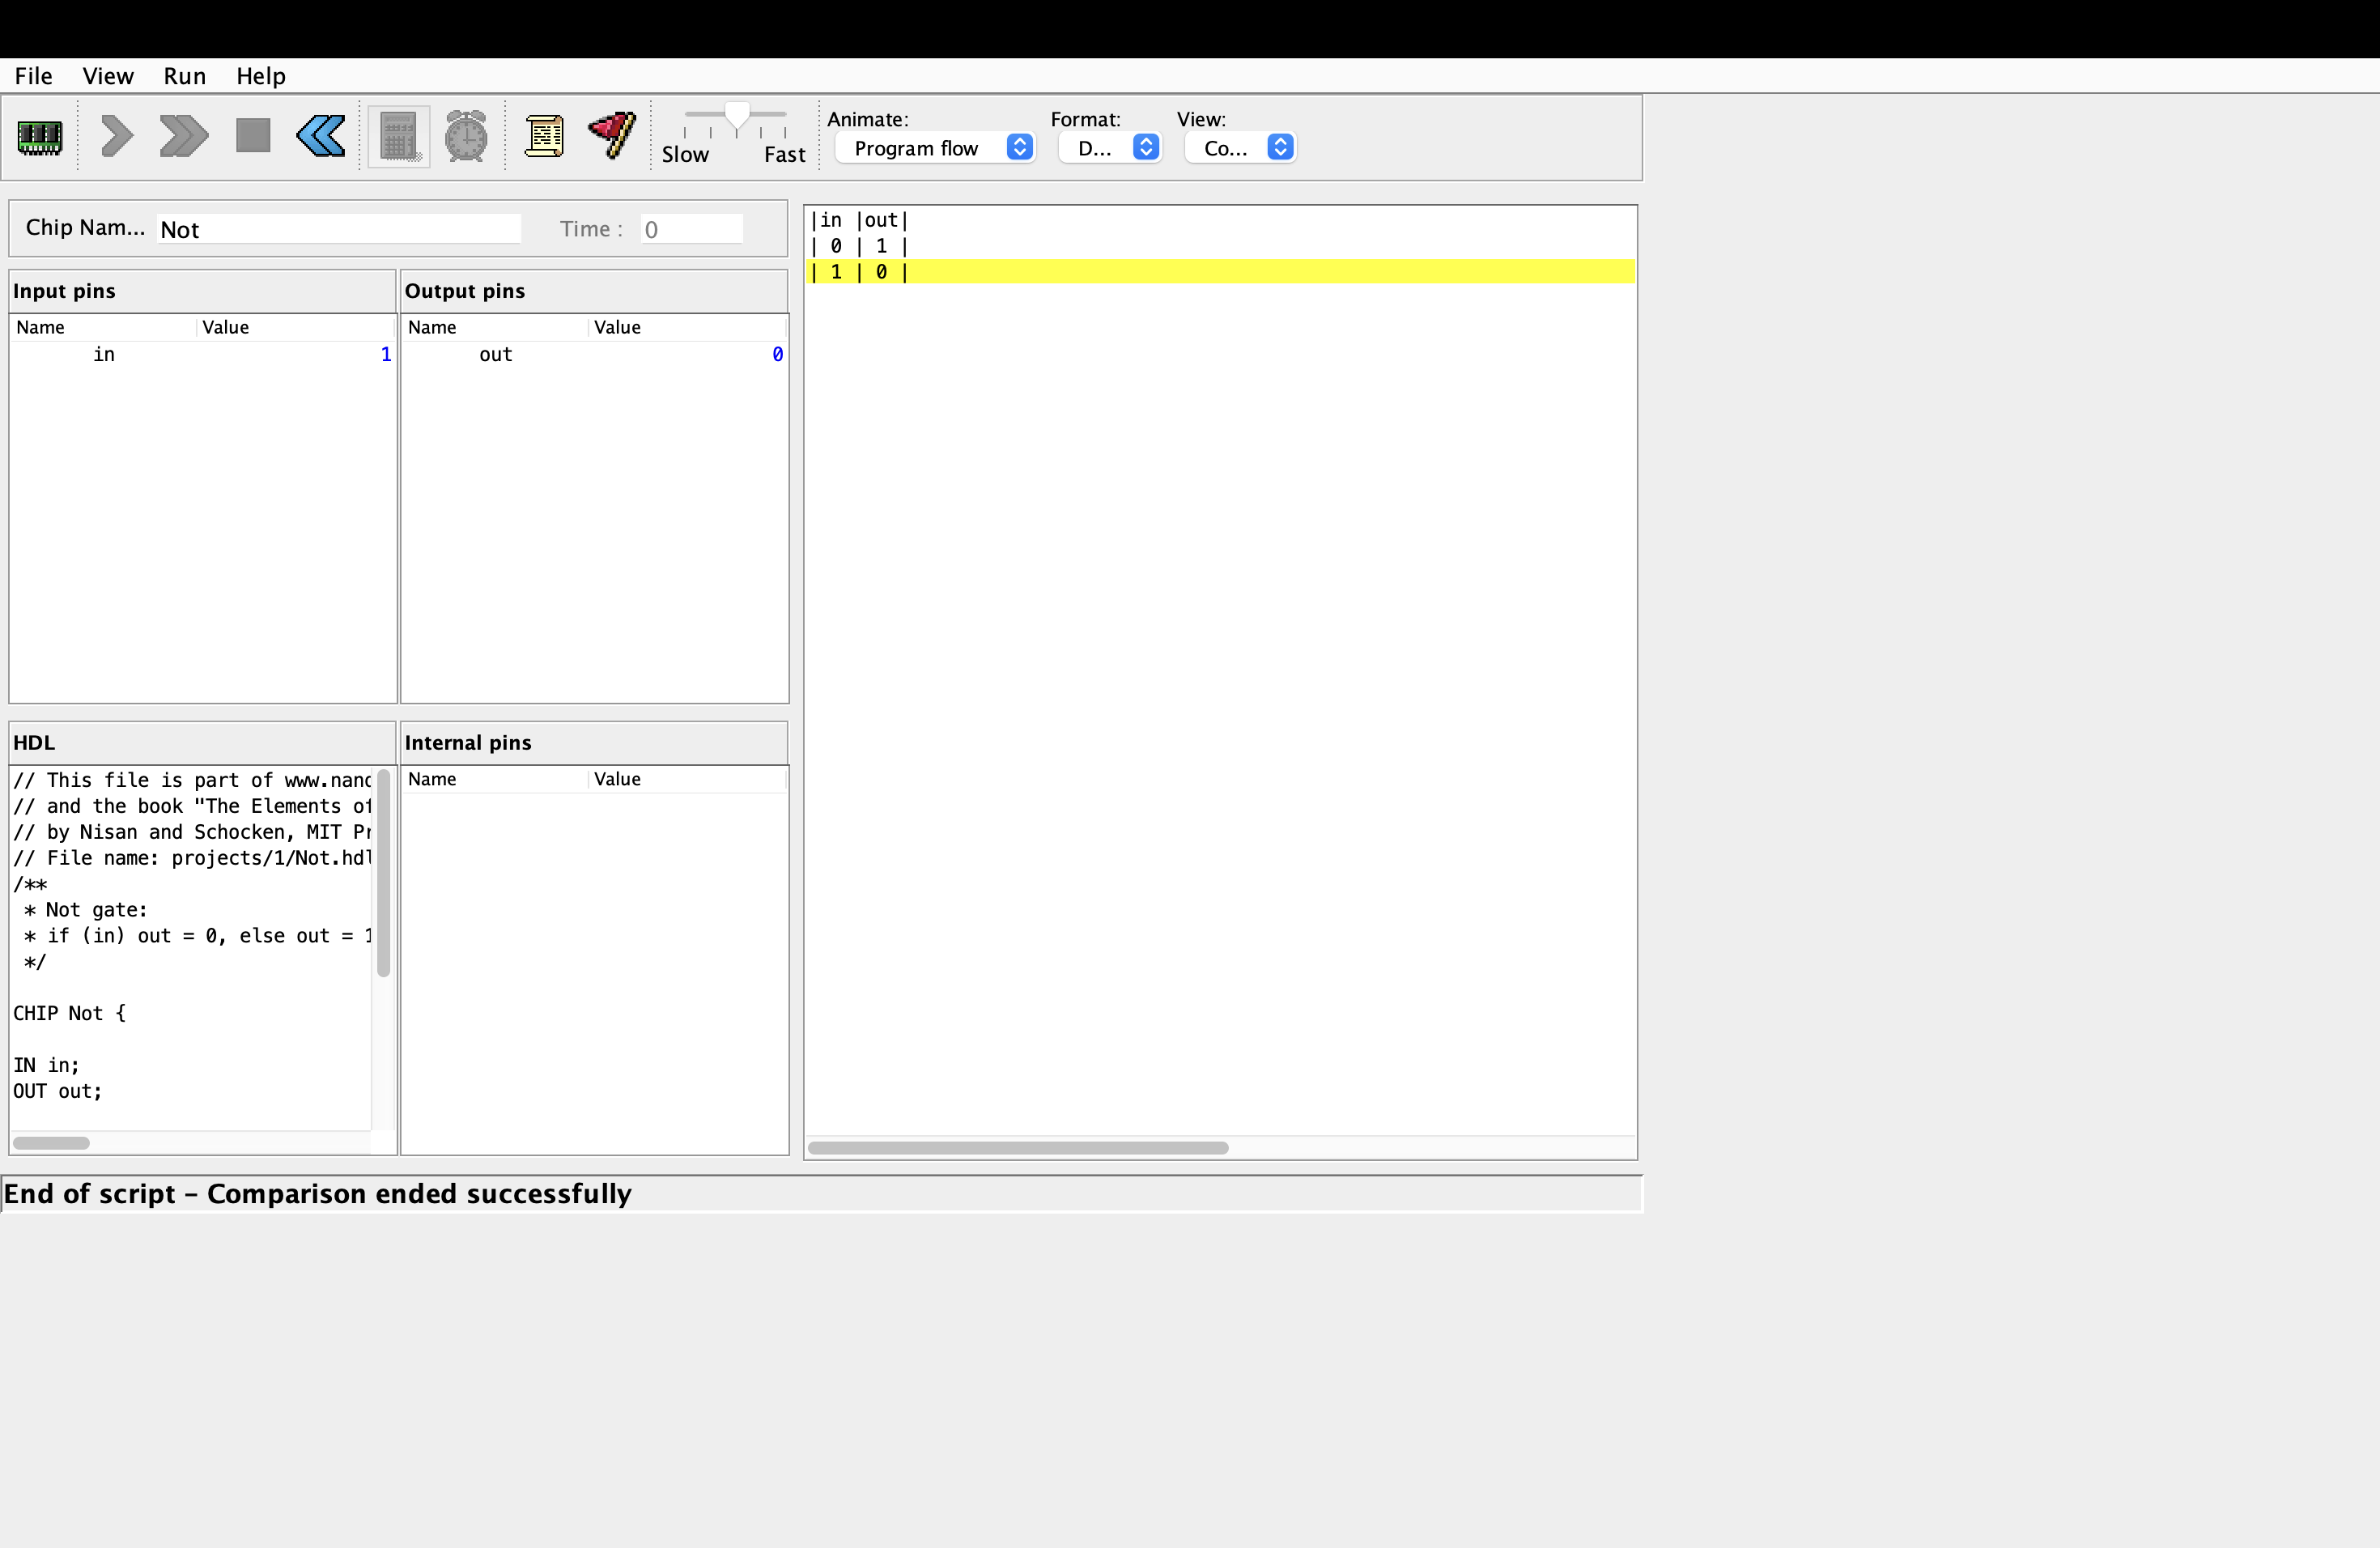 File View Run Help
Animate: Format: View:
Slow Fast Program flow D... Co...
Chip Nam... Not Time : 0
Input pins Output pins
Name Value Name Value
in 1 out 0
|in |out|
| 0 | 1 |
| 1 | 0 |
HDL Internal pins
Name Value
// This file is part of www.nand
// and the book "The Elements of
// by Nisan and Schocken, MIT Pr
// File name: projects/1/Not.hdl
/**
* Not gate:
* if (in) out = 0, else out = 1
*/
CHIP Not {
IN in;
OUT out;
End of script – Comparison ended successfully